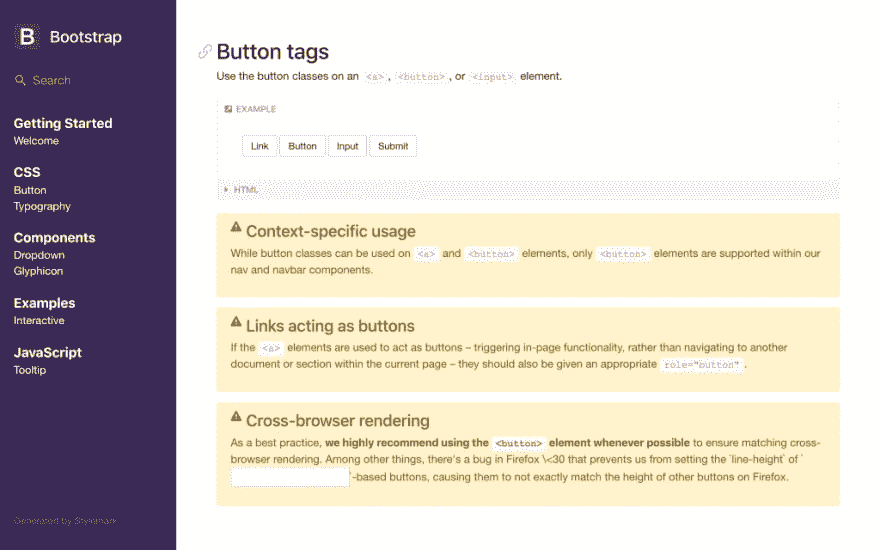 B Bootstrap
Search
Getting Started
Welcome
CSS
Button
Typography
Components
Dropdown
Glyphicon
Examples
Interactive
JavaScript
Tooltip
Generated by Stylemark
Button tags
Use the button classes on an <a>, <button>, or <input> element.
EXAMPLE
Link Button Input Submit
HTML
Context-specific usage
While button classes can be used on <a> and <button> elements, only <button> elements are supported within our
nav and navbar components.
Links acting as buttons
If the <a> elements are used to act as buttons – triggering in-page functionality, rather than navigating to another
document or section within the current page – they should also be given an appropriate role="button".
Cross-browser rendering
As a best practice, we highly recommend using the <button> element whenever possible to ensure matching cross-
browser rendering. Among other things, there's a bug in Firefox \<30 that prevents us from setting the `line-height` of `
`-based buttons, causing them to not exactly match the height of other buttons on Firefox.